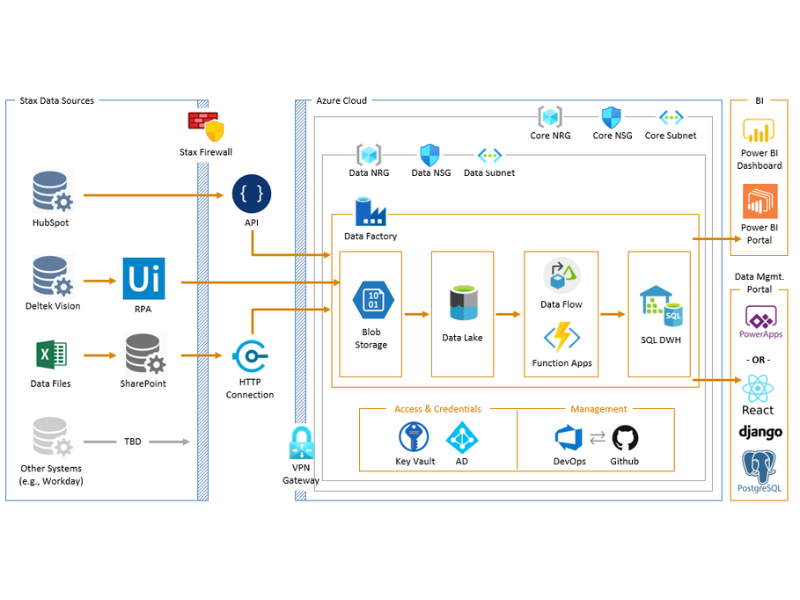 Stax Data Sources
Stax Firewall
HubSpot
{ }
API
Deltek Vision
Ui
RPA
Data Files
SharePoint
HTTP
Connection
Other Systems
(e.g., Workday)
TBD
VPN
Gateway
Azure Cloud
Core NRG
Core NSG
Core Subnet
Data NRG
Data NSG
Data Subnet
Data Factory
10
01
Blob
Storage
Data Lake
Data Flow
Function Apps
SQL
SQL DWH
Access & Credentials
Key Vault
AD
Management
DevOps
Github
BI
Power BI
Dashboard
Power BI
Portal
Data Mgmt.
Portal
PowerApps
- OR -
React
django
PostgreSQL